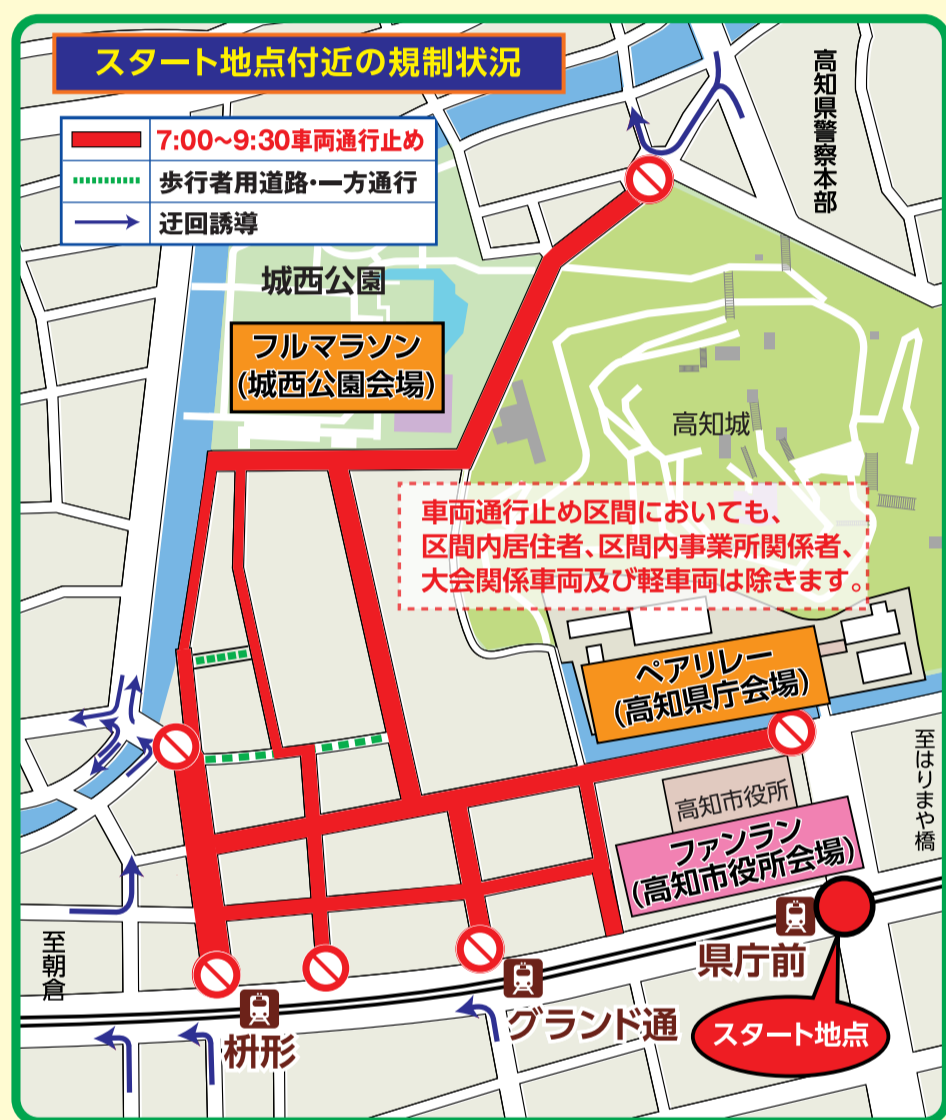 スタート地点付近の規制状況
7:00〜9:30車両通行止め
歩行者用道路・一方通行
迂回誘導
高知県警察本部
城西公園
フルマラソン
(城西公園会場)
高知城
車両通行止め区間においても、
区間内居住者、区間内事業所関係者、
大会関係車両及び軽車両は除きます。
ペアリレー
(高知県庁会場)
至はりまや橋
高知市役所
ファンラン
(高知市役所会場)
至朝倉
県庁前
グランド通
枡形
スタート地点